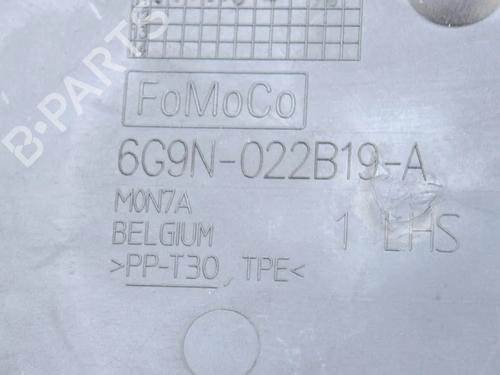 FoMoCo
6G9N-022B19-A
M0N7A
BELGIUM
1 LHS
>PP-T30, TPE<
B-PARTS